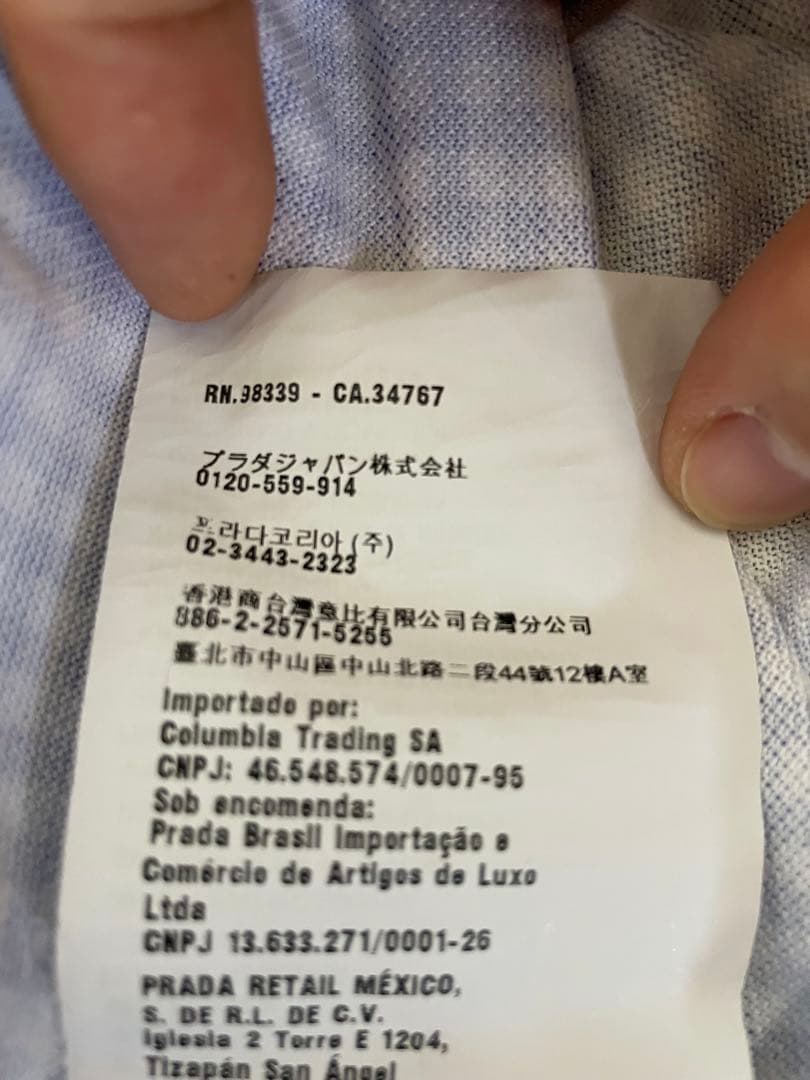 RN.98339 - CA.34767
プラダジャパン株式会社
0120-559-914
프라다코리아(주)
02-3443-2323
香港商台灣意比有限公司台灣分公司
886-2-2571-5255
臺北市中山區中山北路二段44號12樓A室
Importado por:
Columbia Trading SA
CNPJ: 46.548.574/0007-95
Sob encomenda:
Prada Brasil Importação e
Comércio de Artigos de Luxo
Ltda
CNPJ 13.633.271/0001-26
PRADA RETAIL MÉXICO,
S. DE R.L. DE C.V.
Iglesia 2 Torre E 1204,
Tizapán San Ángel